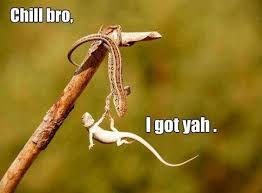 Chill bro,
I got yah .